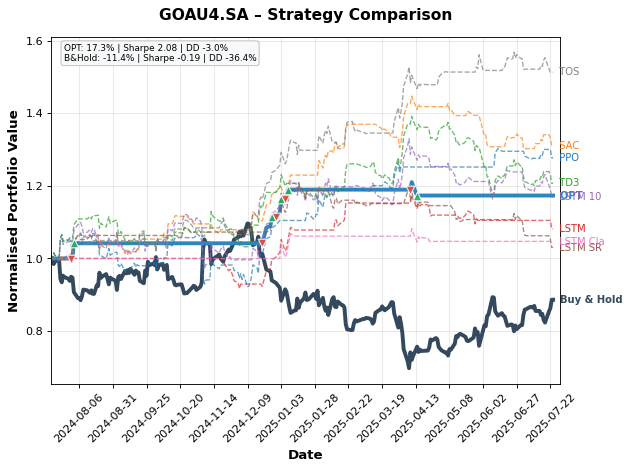 GOAU4.SA – Strategy Comparison
OPT: 17.3% | Sharpe 2.08 | DD -3.0%
B&Hold: -11.4% | Sharpe -0.19 | DD -36.4%
Normalised Portfolio Value
1.6
1.4
1.2
1.0
0.8
TOS
SAC
PPO
TD3
OPT
LSTM
LSTM Cla
LSTM SR
Buy & Hold
2024-08-06
2024-08-31
2024-09-25
2024-10-20
2024-11-14
2024-12-09
2025-01-03
2025-01-28
2025-02-22
2025-03-19
2025-04-13
2025-05-08
2025-06-02
2025-06-27
2025-07-22
Date